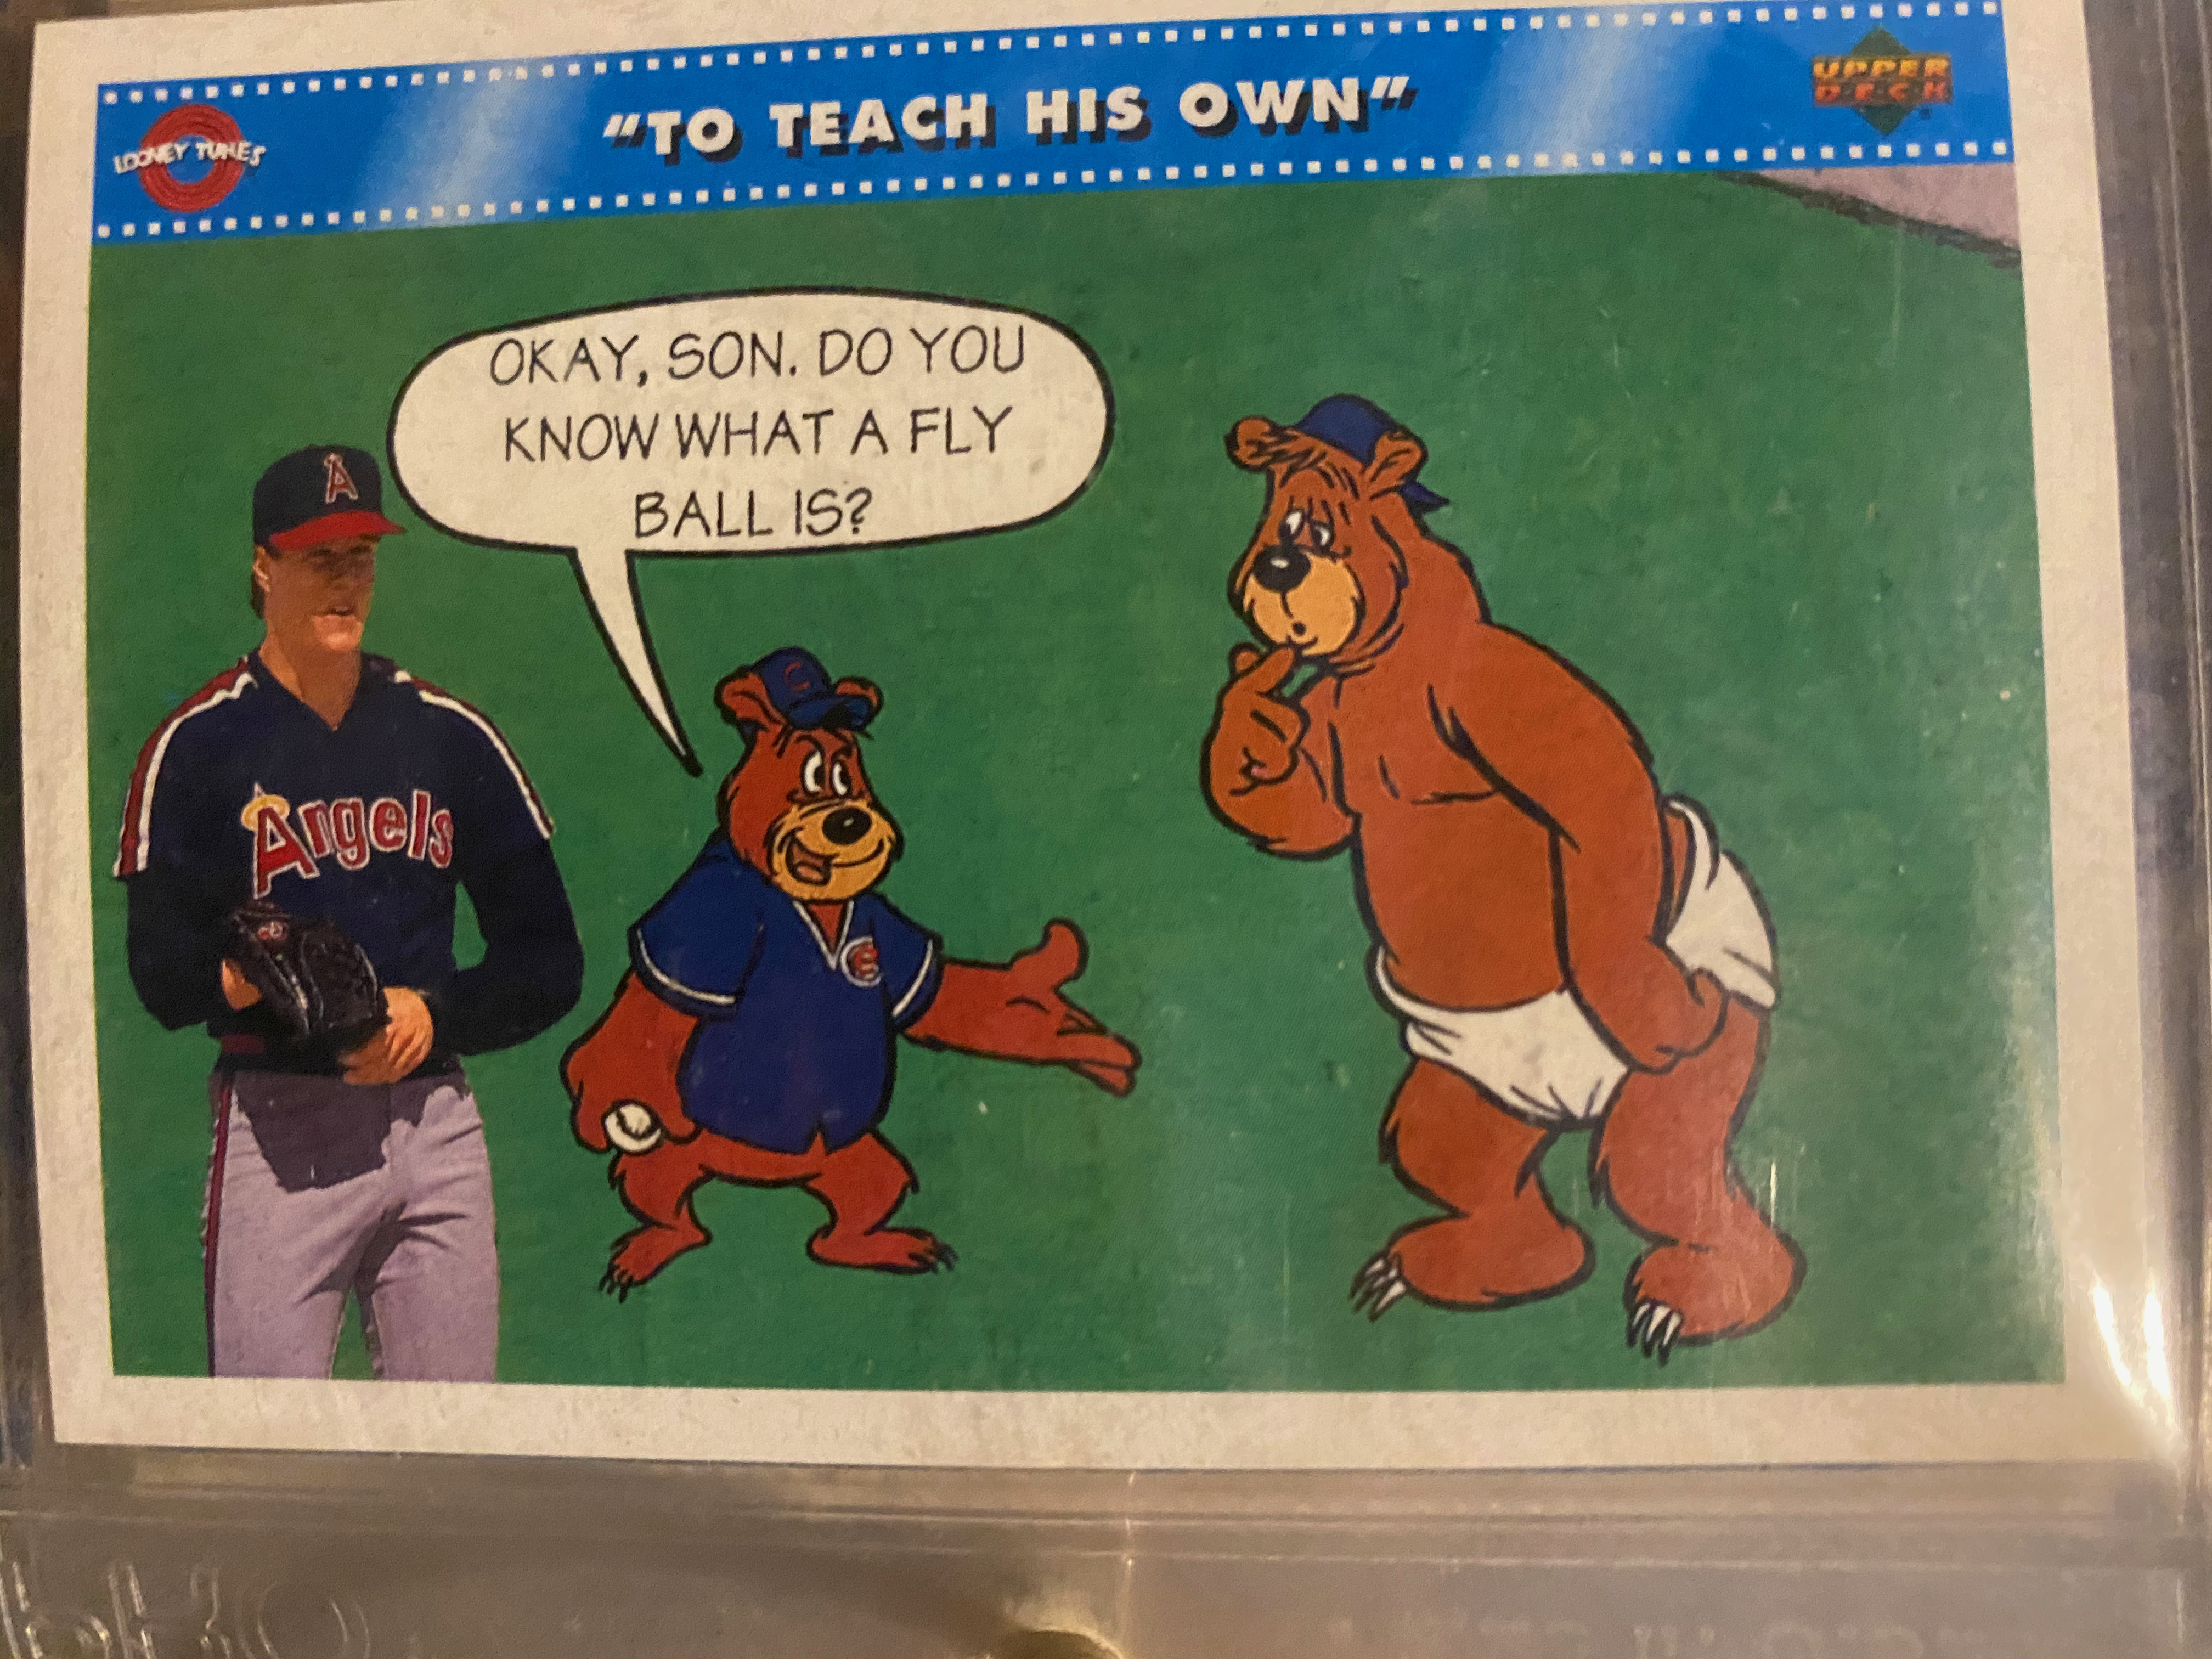 "TO TEACH HIS OWN"
LOONEY TUNES
UPPER
DECK
OKAY, SON. DO YOU
KNOW WHAT A FLY
BALL IS?
A
Angels
C
C